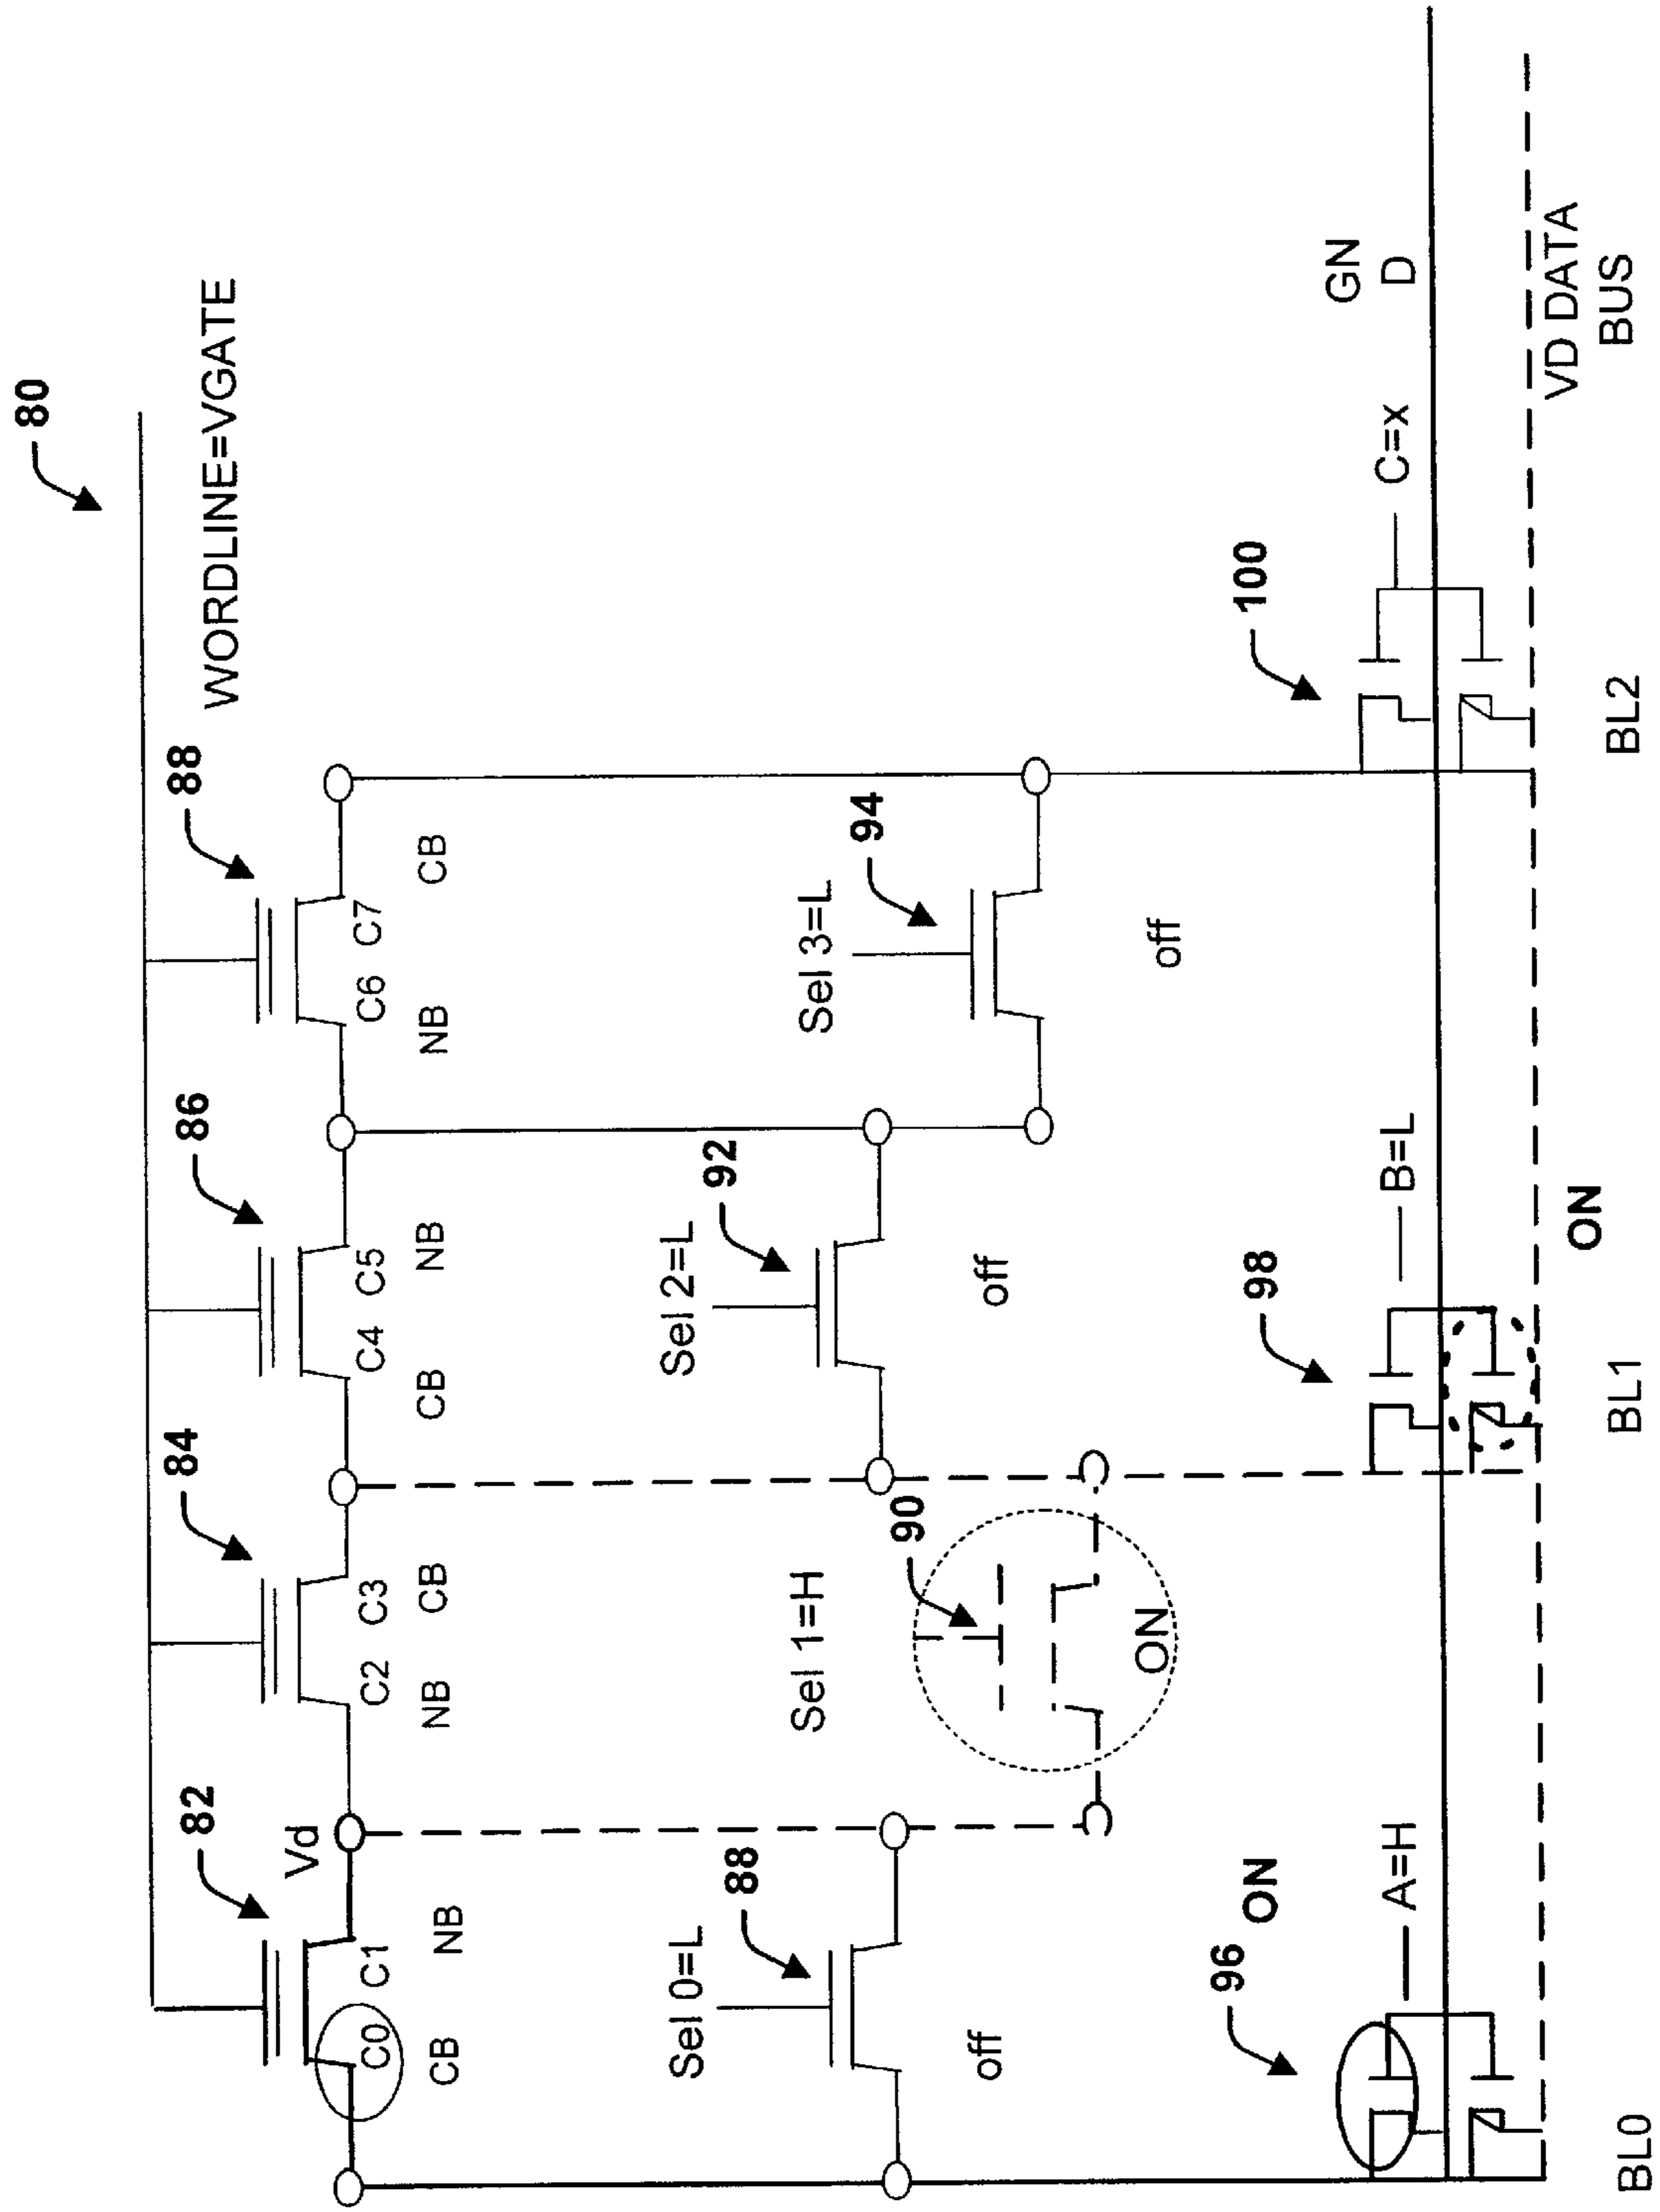 80
WORDLINE=VGATE
82
84
86
88
Vd
C0 C1
C2 C3
C4 C5
C6 C7
CB NB
NB CB
CB NB
NB CB
Sel 0=L
88
off
Sel 1=H
90
ON
Sel 2=L
92
off
Sel 3=L
94
off
96
ON
A=H
98
B=L
100
C=x
GN
D
BL0
BL1
ON
BL2
VD DATA
BUS